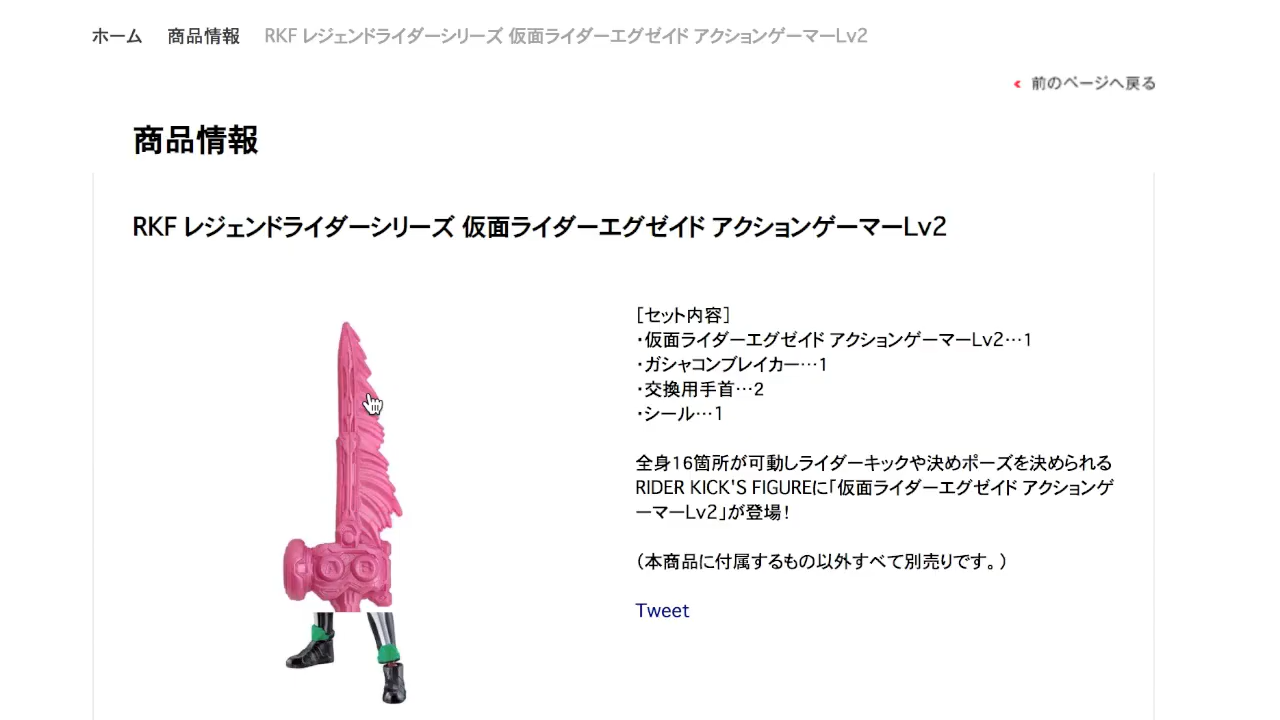 ホーム 商品情報 RKF レジェンドライダーシリーズ 仮面ライダーエグゼイド アクションゲーマーLv2
前のページへ戻る
商品情報
RKF レジェンドライダーシリーズ 仮面ライダーエグゼイド アクションゲーマーLv2
[セット内容]
・仮面ライダーエグゼイド アクションゲーマーLv2…1
・ガシャコンブレイカー…1
・交換用手首…2
・シール…1
全身16箇所が可動しライダーキックや決めポーズを決められる
RIDER KICK'S FIGUREに「仮面ライダーエグゼイド アクションゲ
ーマーLv2」が登場!
(本商品に付属するもの以外すべて別売りです。)
Tweet
A B